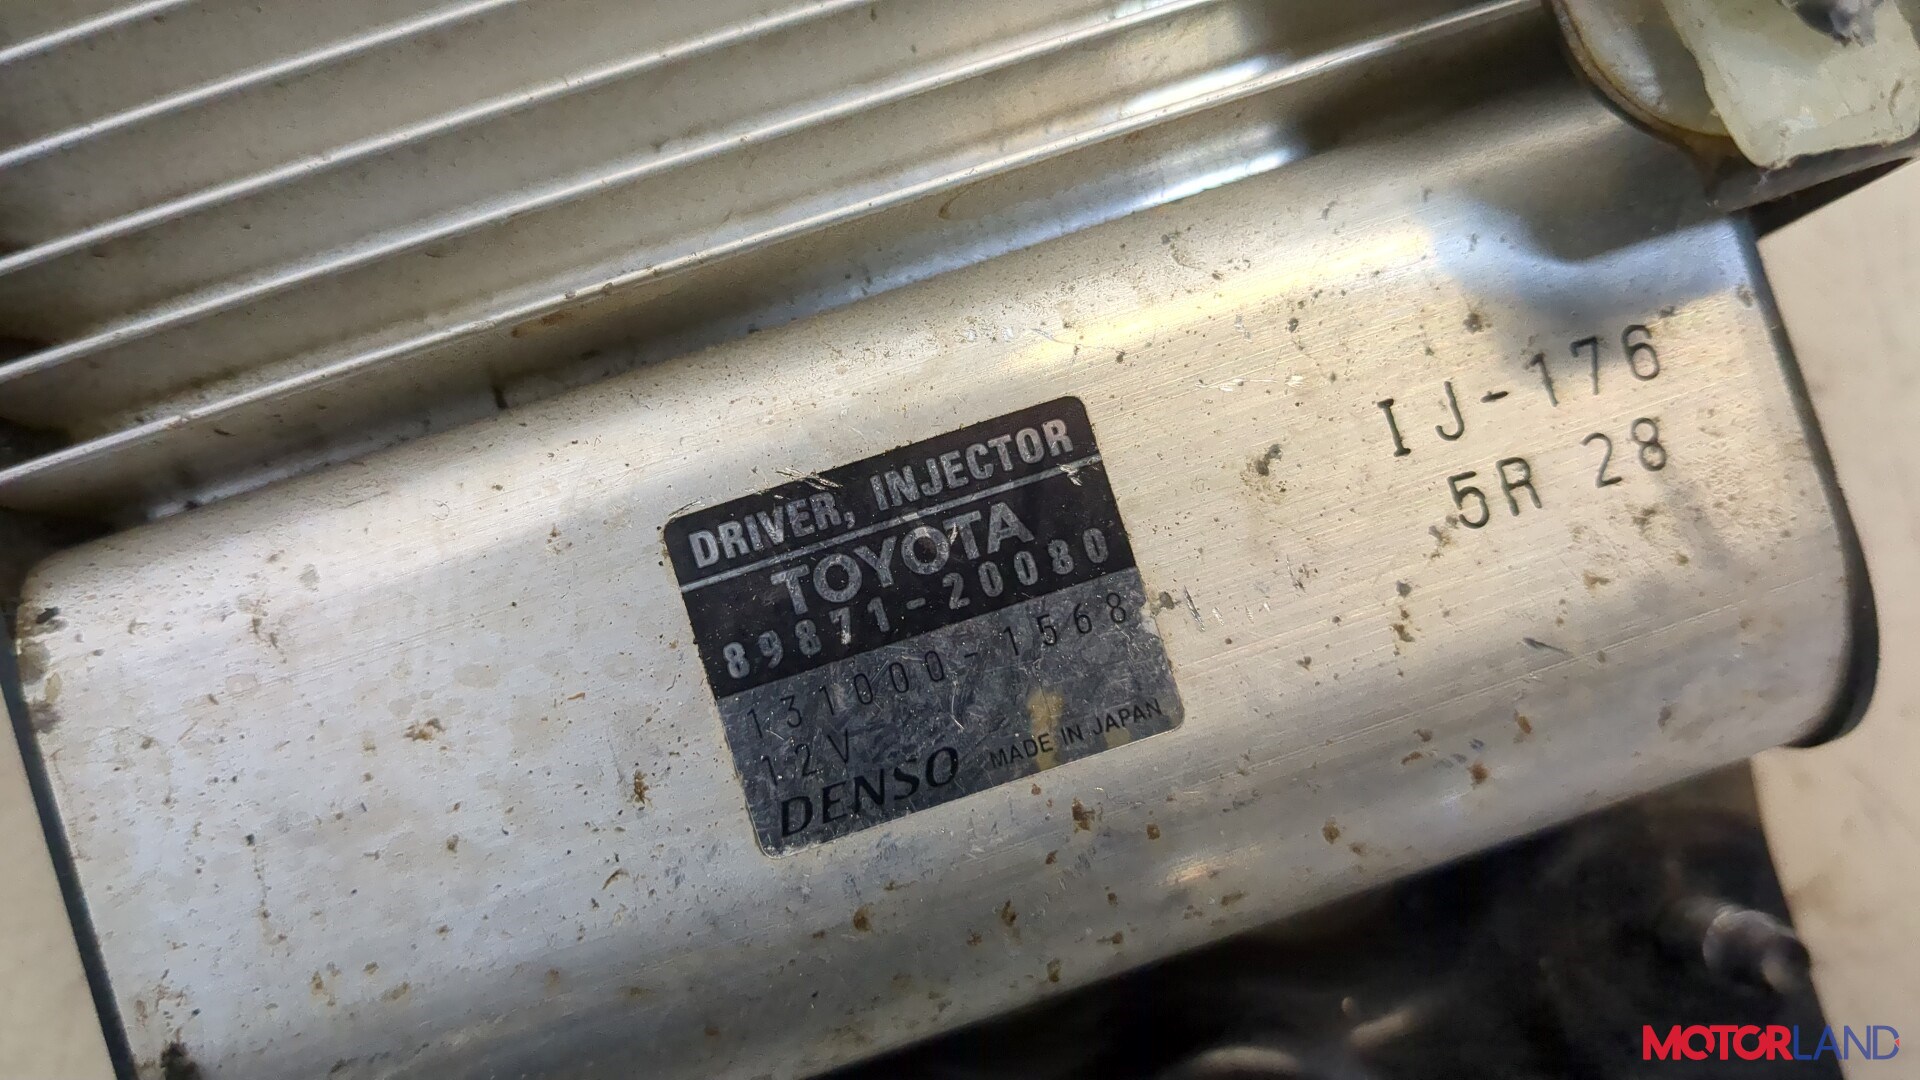 DRIVER, INJECTOR
TOYOTA
89871-20080
131000-1568
12V
DENSO MADE IN JAPAN
IJ-176
5R 28
MOTORLAND